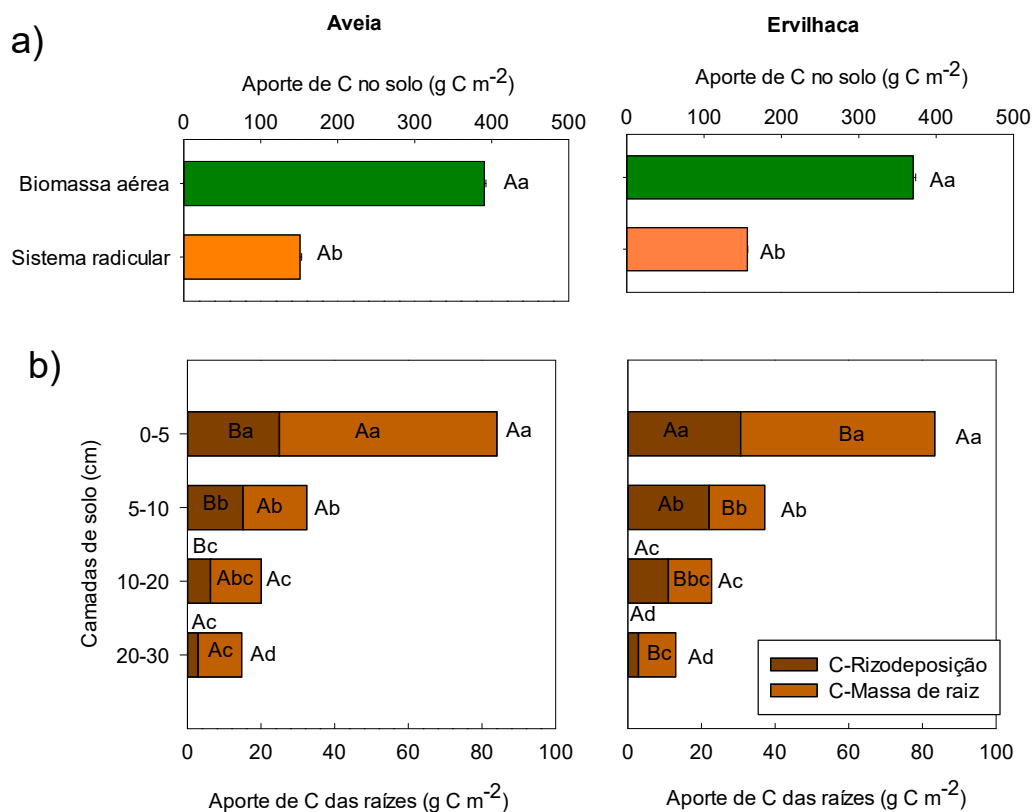 a)
Aveia
Ervilhaca
Aporte de C no solo (g C m-2)
Aporte de C no solo (g C m-2)
0 100 200 300 400 500
0 100 200 300 400 500
Biomassa aérea
Aa
Aa
Sistema radicular
Ab
Ab
b)
Camadas de solo (cm)
0-5
Ba Aa Aa
Aa Ba Aa
5-10
Bb Ab Ab
Ab Bb Ab
10-20
Bc
Abc Ac
Ac
Bbc Ac
20-30
Ac
Ac Ad
Ad
Bc Ad
C-Rizodeposição
C-Massa de raiz
0 20 40 60 80 100
0 20 40 60 80 100
Aporte de C das raízes (g C m-2)
Aporte de C das raízes (g C m-2)